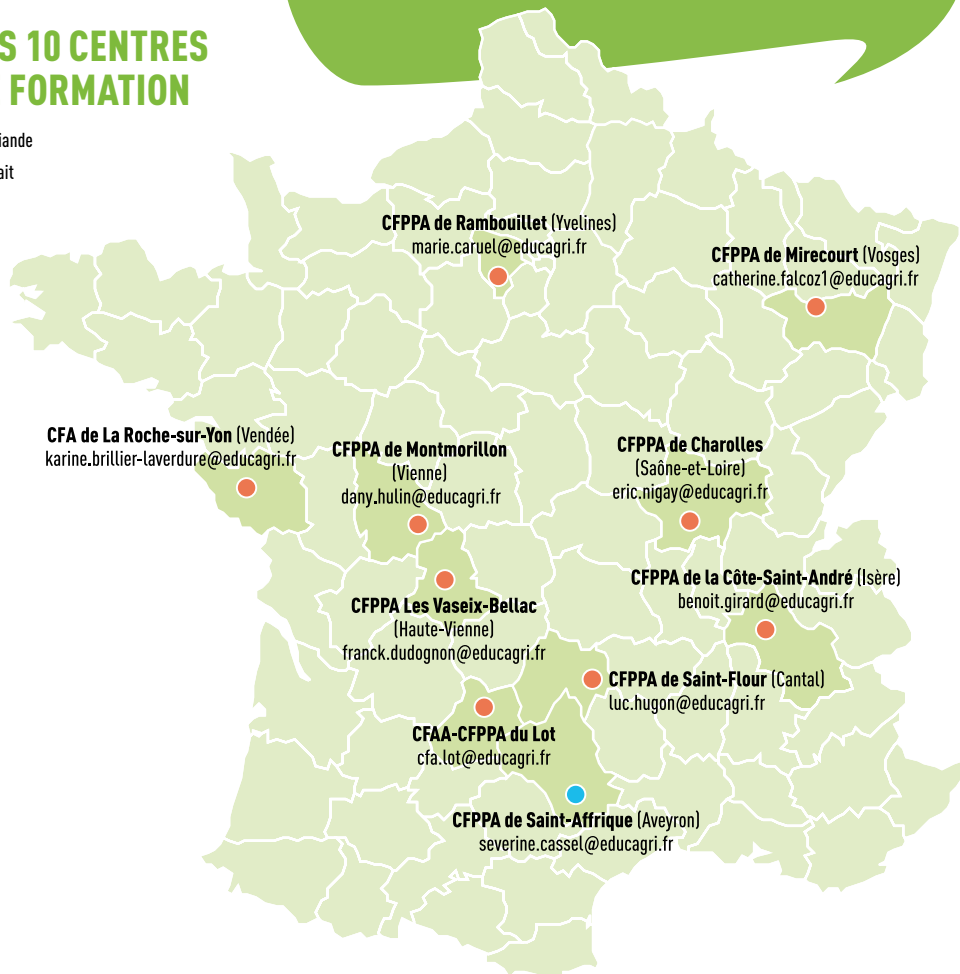 S 10 CENTRES
FORMATION
iande
ait
CFPPA de Rambouillet (Yvelines)
marie.caruel@educagri.fr
CFPPA de Mirecourt (Vosges)
catherine.falcoz1@educagri.fr
CFA de La Roche-sur-Yon (Vendée)
karine.brillier-laverdure@educagri.fr
CFPPA de Montmorillon
(Vienne)
dany.hulin@educagri.fr
CFPPA de Charolles
(Saône-et-Loire)
eric.nigay@educagri.fr
CFPPA Les Vaseix-Bellac
(Haute-Vienne)
franck.dudognon@educagri.fr
CFPPA de la Côte-Saint-André (Isère)
benoit.girard@educagri.fr
CFPPA de Saint-Flour (Cantal)
luc.hugon@educagri.fr
CFAA-CFPPA du Lot
cfa.lot@educagri.fr
CFPPA de Saint-Affrique (Aveyron)
severine.cassel@educagri.fr